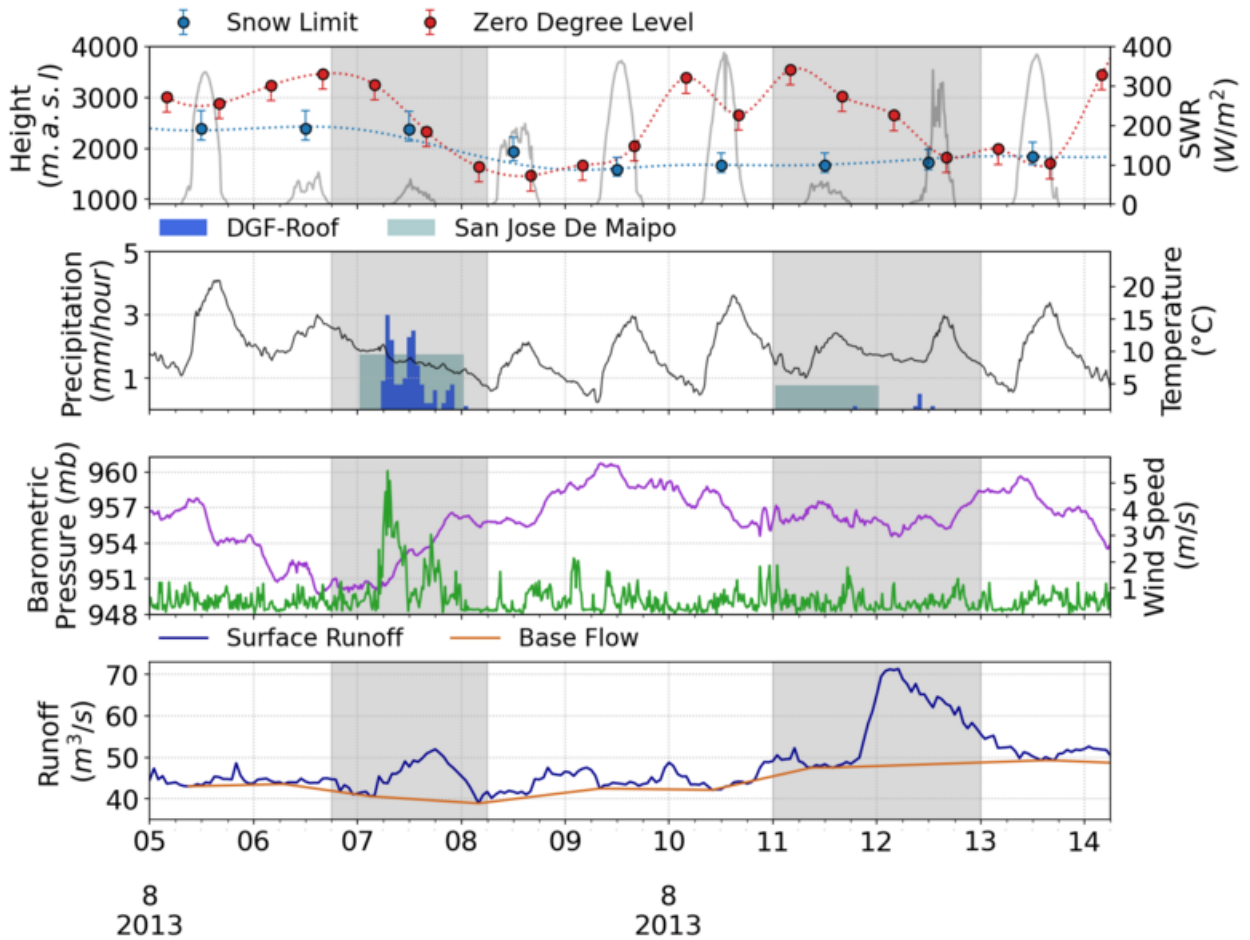 Snow Limit Zero Degree Level
Height
(m. a. s. l)
4000
3000
2000
1000
400
300
200
100
0
SWR
(W/m²)
DGF-Roof San Jose De Maipo
Precipitation
(mm/hour)
5
3
1
20
15
10
5
Temperature
(°C)
Barometric
Pressure (mb)
960
957
954
951
948
5
4
3
2
1
Wind Speed
(m/s)
Surface Runoff Base Flow
Runoff
(m³/s)
70
60
50
40
05 06 07 08 09 10 11 12 13 14
8 8
2013 2013